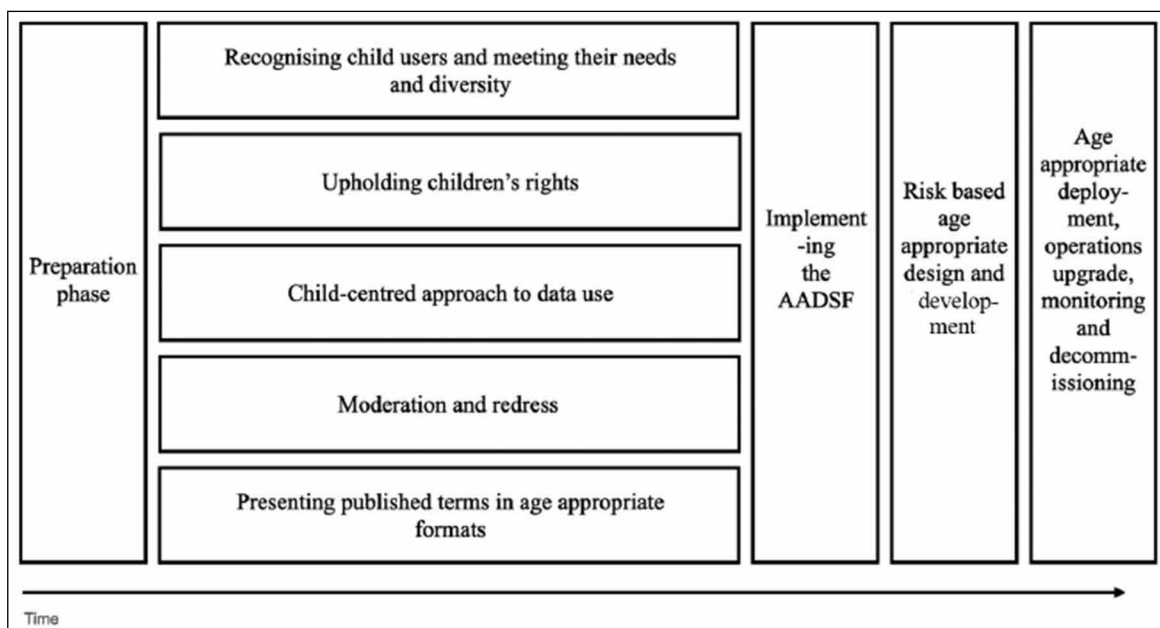 Preparation
phase
Recognising child users and meeting their needs
and diversity
Upholding children’s rights
Child-centred approach to data use
Moderation and redress
Presenting published terms in age appropriate
formats
Implement
-ing
the
AADSF
Risk based
age
appropriate
design and
develop-
ment
Age
appropriate
deploy-
ment,
operations
upgrade,
monitoring
and
decomm-
issioning
Time